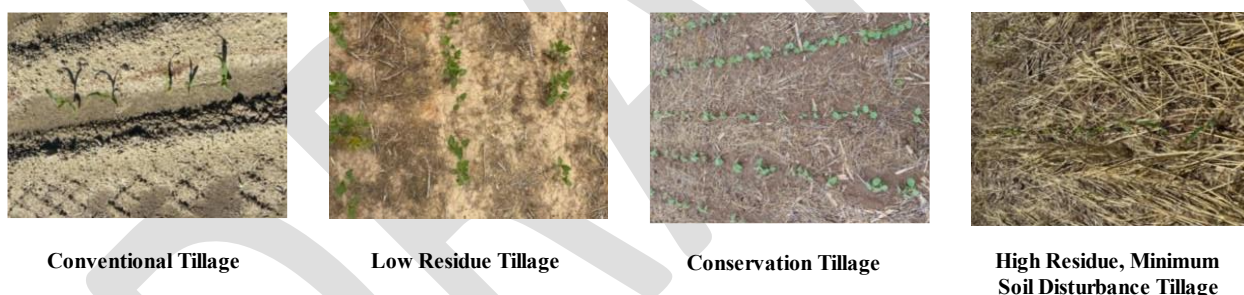 Conventional Tillage
Low Residue Tillage
Conservation Tillage
High Residue, Minimum
Soil Disturbance Tillage